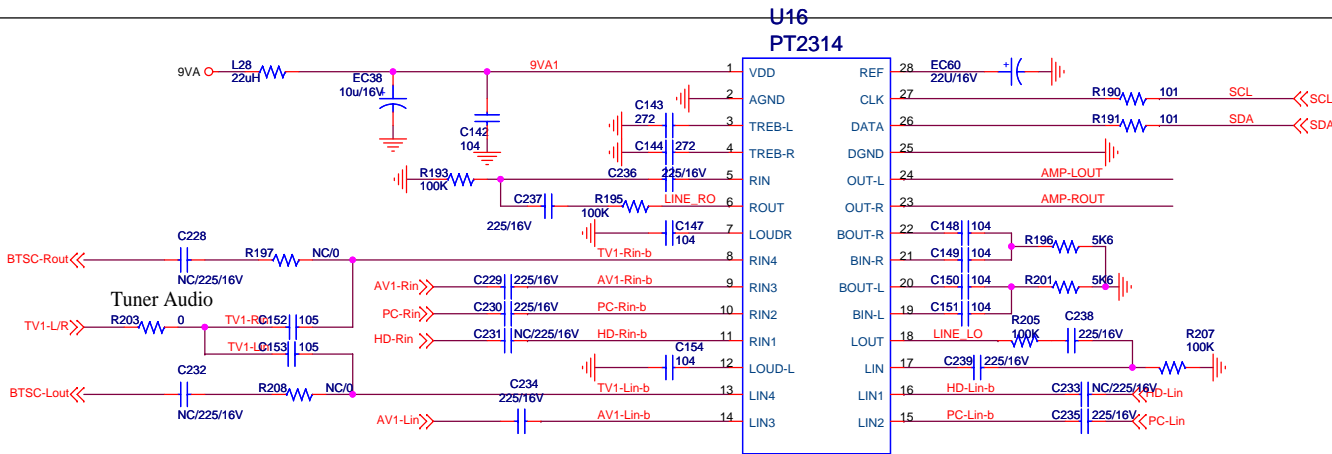 U16
PT2314
9VA
L28
22uH
EC38
10u/16V
9VA1
C142
104
1 VDD
2 AGND
3 TREB-L
4 TREB-R
5 RIN
6 ROUT
7 LOUDR
8 RIN4
9 RIN3
10 RIN2
11 RIN1
12 LOUD-L
13 LIN4
14 LIN3
REF 28
CLK 27
DATA 26
DGND 25
OUT-L 24
OUT-R 23
BOUT-R 22
BIN-R 21
BOUT-L 20
BIN-L 19
LOUT 18
LIN 17
LIN1 16
LIN2 15
EC60
22U/16V
R190 101 SCL SCL
R191 101 SDA SDA
C143
272
C144 272
R193
100K
C236 225/16V
C237
225/16V
R195
100K
LINE_RO
C147
104
AMP-LOUT
AMP-ROUT
C148 104
C149 104
R196 5K6
C150 104
C151 104
R201 5K6
C228
NC/225/16V
R197 NC/0
BTSC-Rout
TV1-Rin-b
AV1-Rin C229 225/16V AV1-Rin-b
PC-Rin C230 225/16V PC-Rin-b
HD-Rin C231 NC/225/16V HD-Rin-b
Tuner Audio
TV1-L/R
R203 0
TV1-Rin C152 105
TV1-Lin C153 105
C154
104
BTSC-Lout
C232
NC/225/16V
R208 NC/0
TV1-Lin-b
C234
225/16V
AV1-Lin AV1-Lin-b
LINE_LO
R205
100K
C238
225/16V
R207
100K
C239 225/16V
HD-Lin-b C233 NC/225/16V HD-Lin
PC-Lin-b C235 225/16V PC-Lin